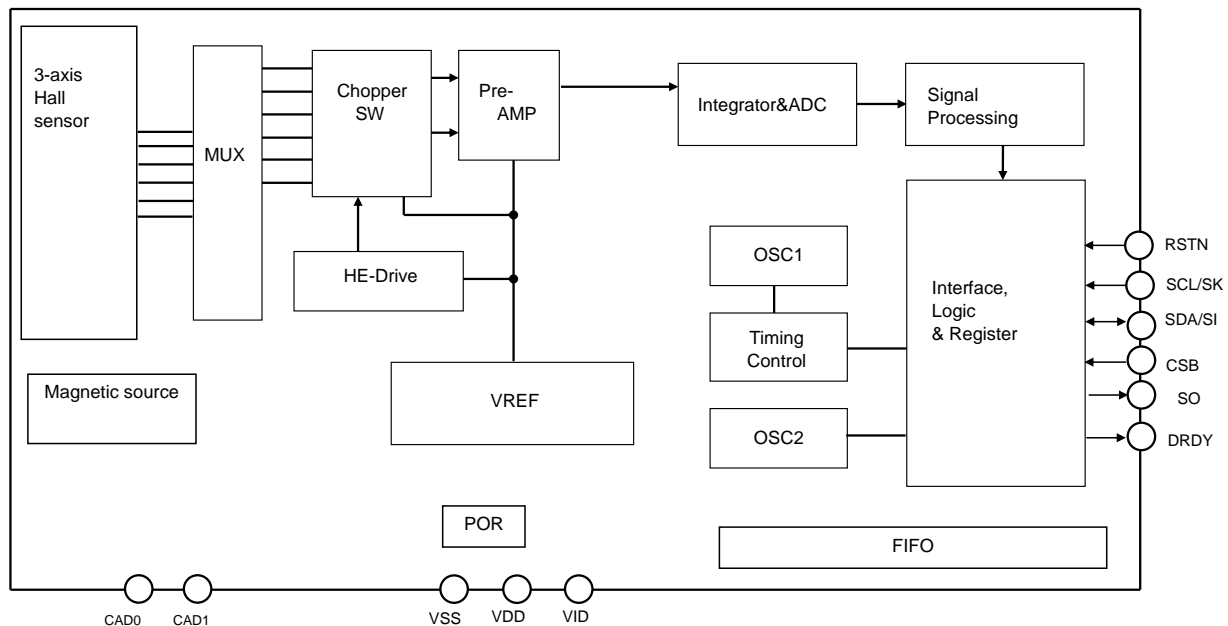 3-axis
Hall
sensor
MUX
Chopper
SW
Pre-
AMP
Integrator&ADC
Signal
Processing
HE-Drive
OSC1
Interface,
Logic
& Register
Timing
Control
Magnetic source
VREF
OSC2
POR
FIFO
RSTN
SCL/SK
SDA/SI
CSB
SO
DRDY
CAD0
CAD1
VSS
VDD
VID